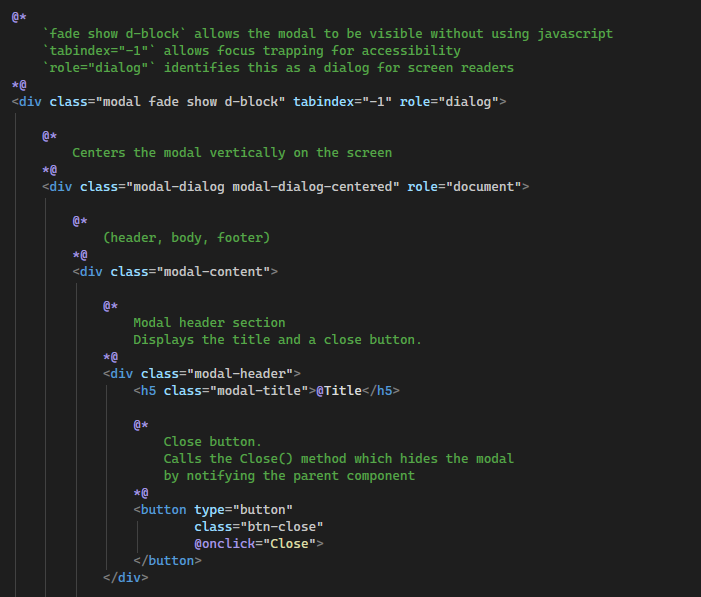 @*
`fade show d-block` allows the modal to be visible without using javascript
`tabindex="-1"` allows focus trapping for accessibility
`role="dialog"` identifies this as a dialog for screen readers
*@
<div class="modal fade show d-block" tabindex="-1" role="dialog">
@*
Centers the modal vertically on the screen
*@
<div class="modal-dialog modal-dialog-centered" role="document">
@*
(header, body, footer)
*@
<div class="modal-content">
@*
Modal header section
Displays the title and a close button.
*@
<div class="modal-header">
<h5 class="modal-title">@Title</h5>
@*
Close button.
Calls the Close() method which hides the modal
by notifying the parent component
*@
<button type="button"
class="btn-close"
@onclick="Close">
</button>
</div>